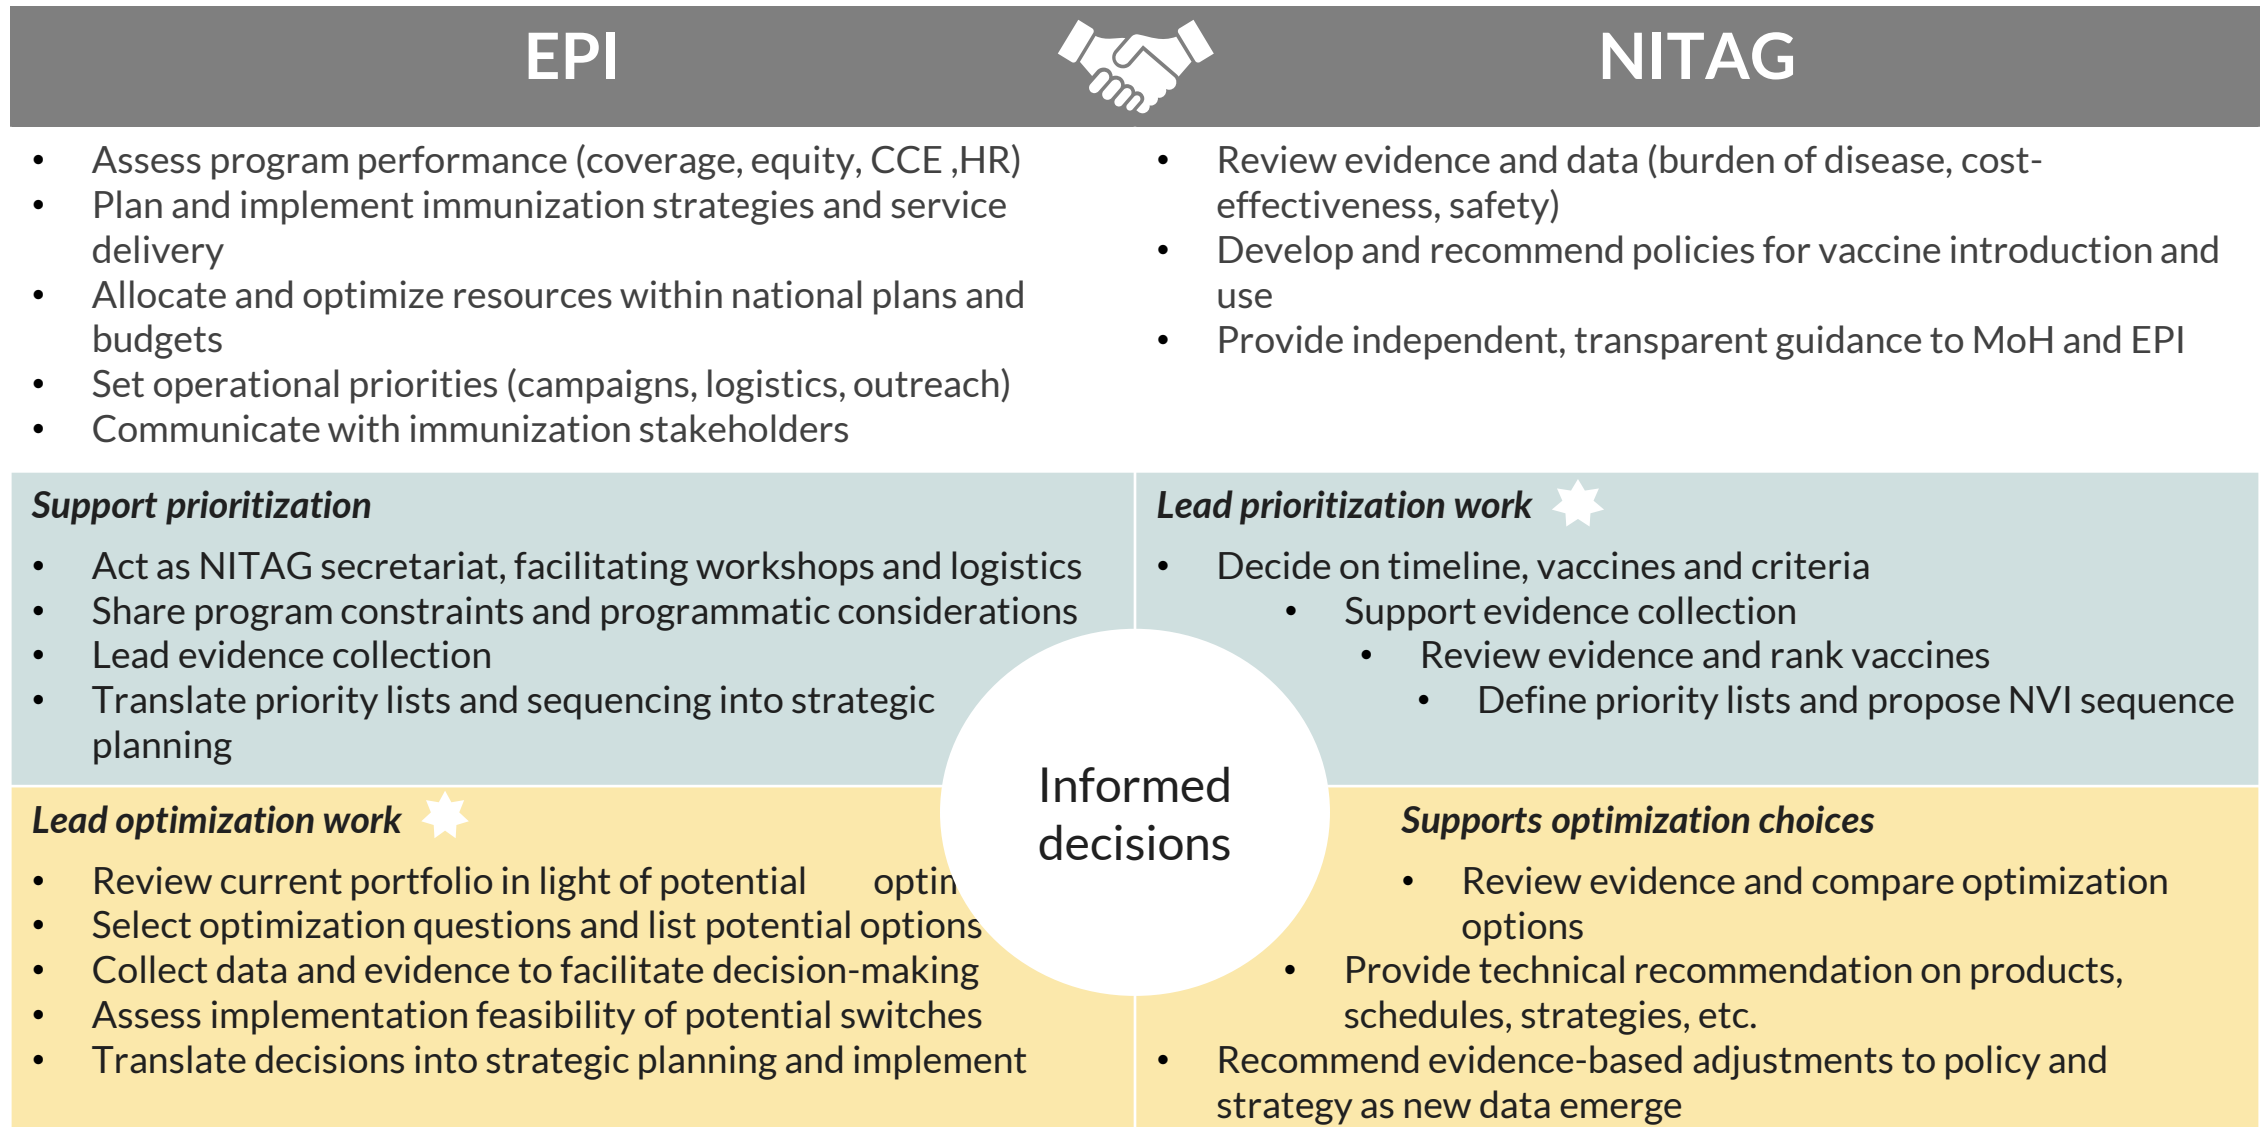 EPI
NITAG
• Assess program performance (coverage, equity, CCE ,HR)
• Plan and implement immunization strategies and service
delivery
• Allocate and optimize resources within national plans and
budgets
• Set operational priorities (campaigns, logistics, outreach)
• Communicate with immunization stakeholders
• Review evidence and data (burden of disease, cost-
effectiveness, safety)
• Develop and recommend policies for vaccine introduction and
use
• Provide independent, transparent guidance to MoH and EPI
Support prioritization
• Act as NITAG secretariat, facilitating workshops and logistics
• Share program constraints and programmatic considerations
• Lead evidence collection
• Translate priority lists and sequencing into strategic
planning
Lead prioritization work
• Decide on timeline, vaccines and criteria
• Support evidence collection
• Review evidence and rank vaccines
• Define priority lists and propose NVI sequence
Informed
decisions
Lead optimization work
• Review current portfolio in light of potential
• Select optimization questions and list potential options
• Collect data and evidence to facilitate decision-making
• Assess implementation feasibility of potential switches
• Translate decisions into strategic planning and implement
Supports optimization choices
• Review evidence and compare optimization
options
• Provide technical recommendation on products,
schedules, strategies, etc.
• Recommend evidence-based adjustments to policy and
strategy as new data emerge